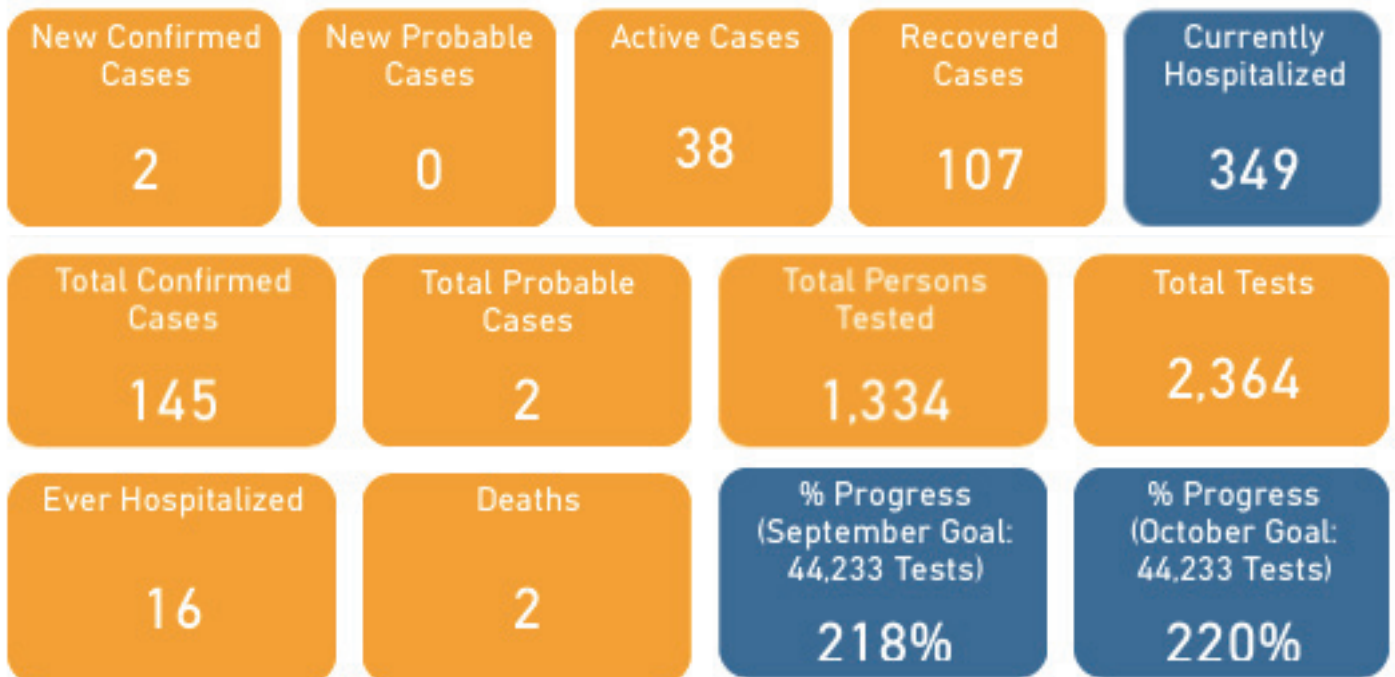 New Confirmed
Cases
2
New Probable
Cases
0
Active Cases
38
Recovered
Cases
107
Currently
Hospitalized
349
Total Confirmed
Cases
145
Total Probable
Cases
2
Total Persons
Tested
1,334
Total Tests
2,364
Ever Hospitalized
16
Deaths
2
% Progress
(September Goal:
44,233 Tests)
218%
% Progress
(October Goal:
44,233 Tests)
220%